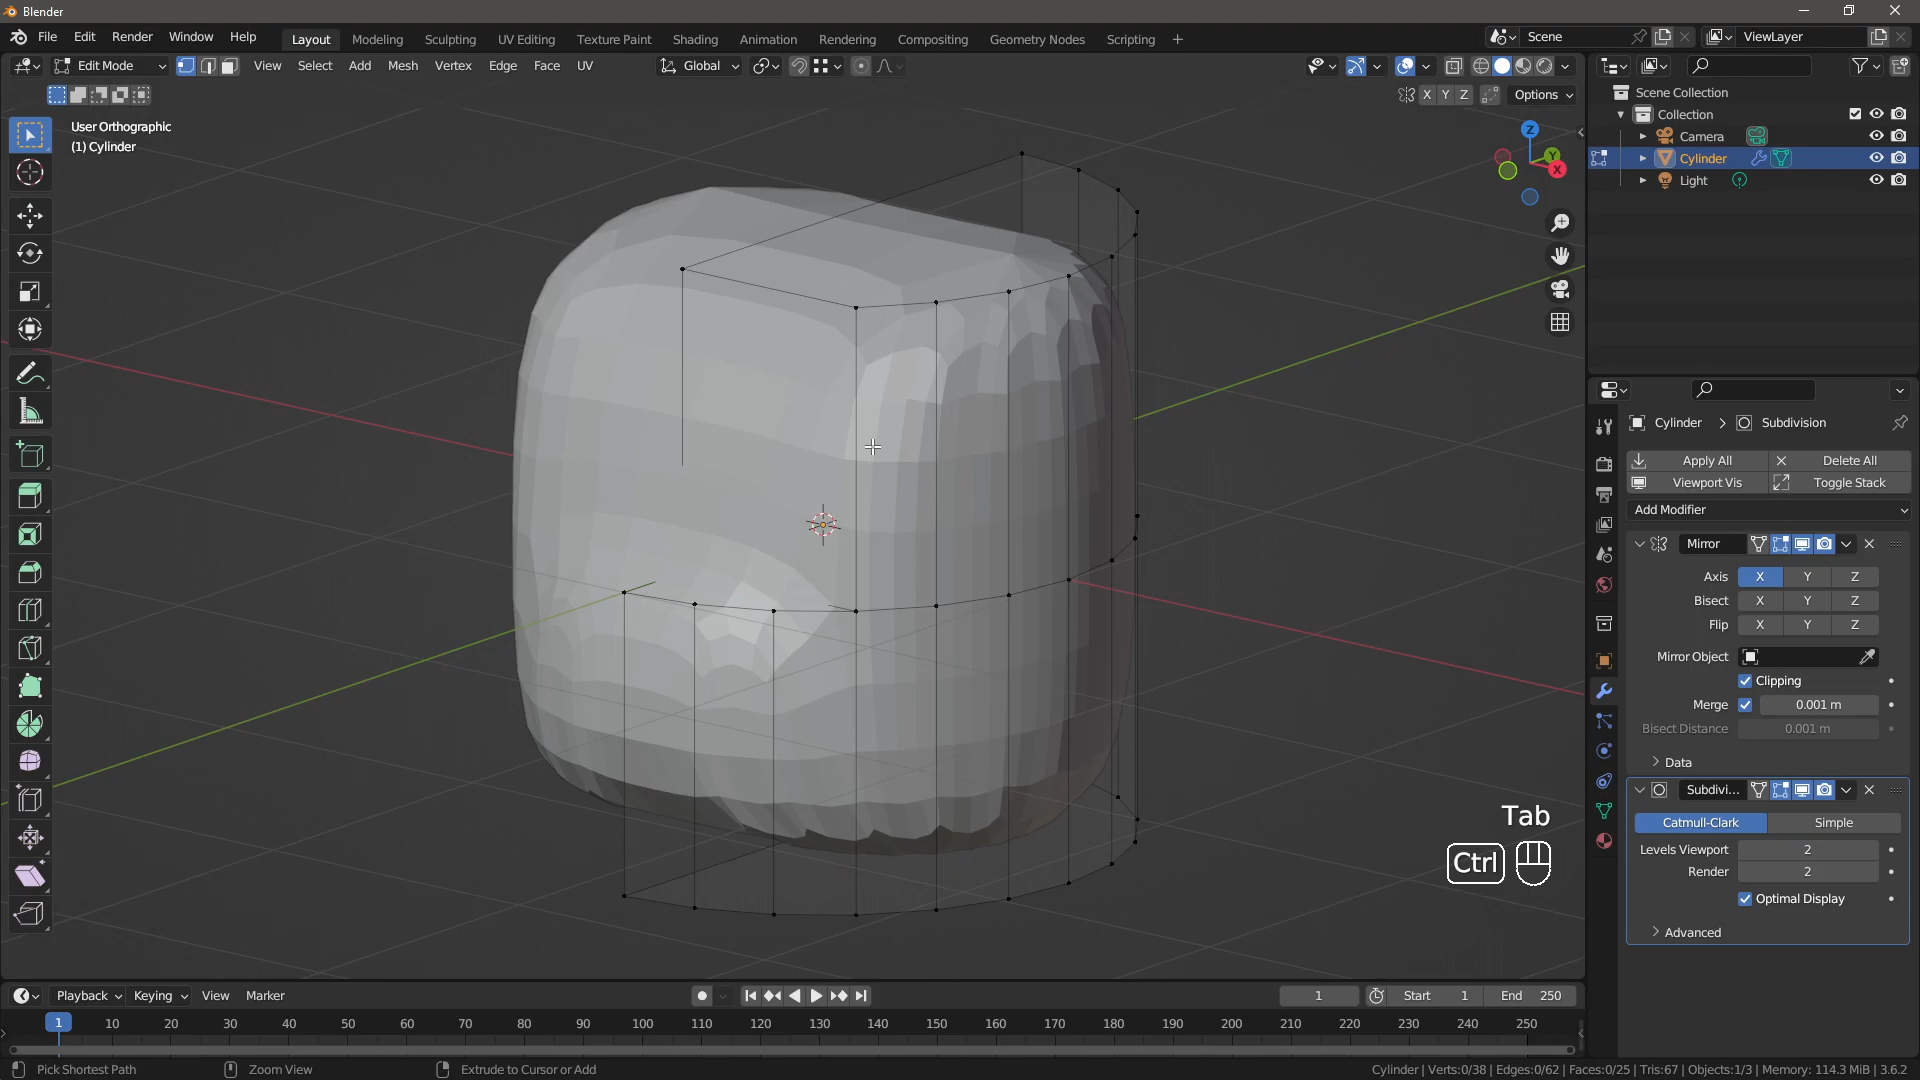 Blender
File Edit Render Window Help Layout Modeling Sculpting UV Editing Texture Paint Shading Animation Rendering Compositing Geometry Nodes Scripting + Scene ViewLayer
Edit Mode View Select Add Mesh Vertex Edge Face UV Global
X Y Z Options
User Orthographic
(1) Cylinder
Z
Y
X
Scene Collection
Collection
Camera
Cylinder
Light
Cylinder > Subdivision
Apply All Delete All
Viewport Vis Toggle Stack
Add Modifier
Mirror
Axis X Y Z
Bisect X Y Z
Flip X Y Z
Mirror Object
Clipping
Merge 0.001 m
Bisect Distance 0.001 m
Data
Subdivi...
Catmull-Clark Simple
Levels Viewport 2
Render 2
Optimal Display
Advanced
Tab
Ctrl
Playback Keying View Marker 1 Start 1 End 250
1 10 20 30 40 50 60 70 80 90 100 110 120 130 140 150 160 170 180 190 200 210 220 230 240 250
Pick Shortest Path Zoom View Extrude to Cursor or Add Cylinder | Verts:0/38 | Edges:0/62 | Faces:0/25 | Tris:67 | Objects:1/3 | Memory: 114.3 MiB | 3.6.2